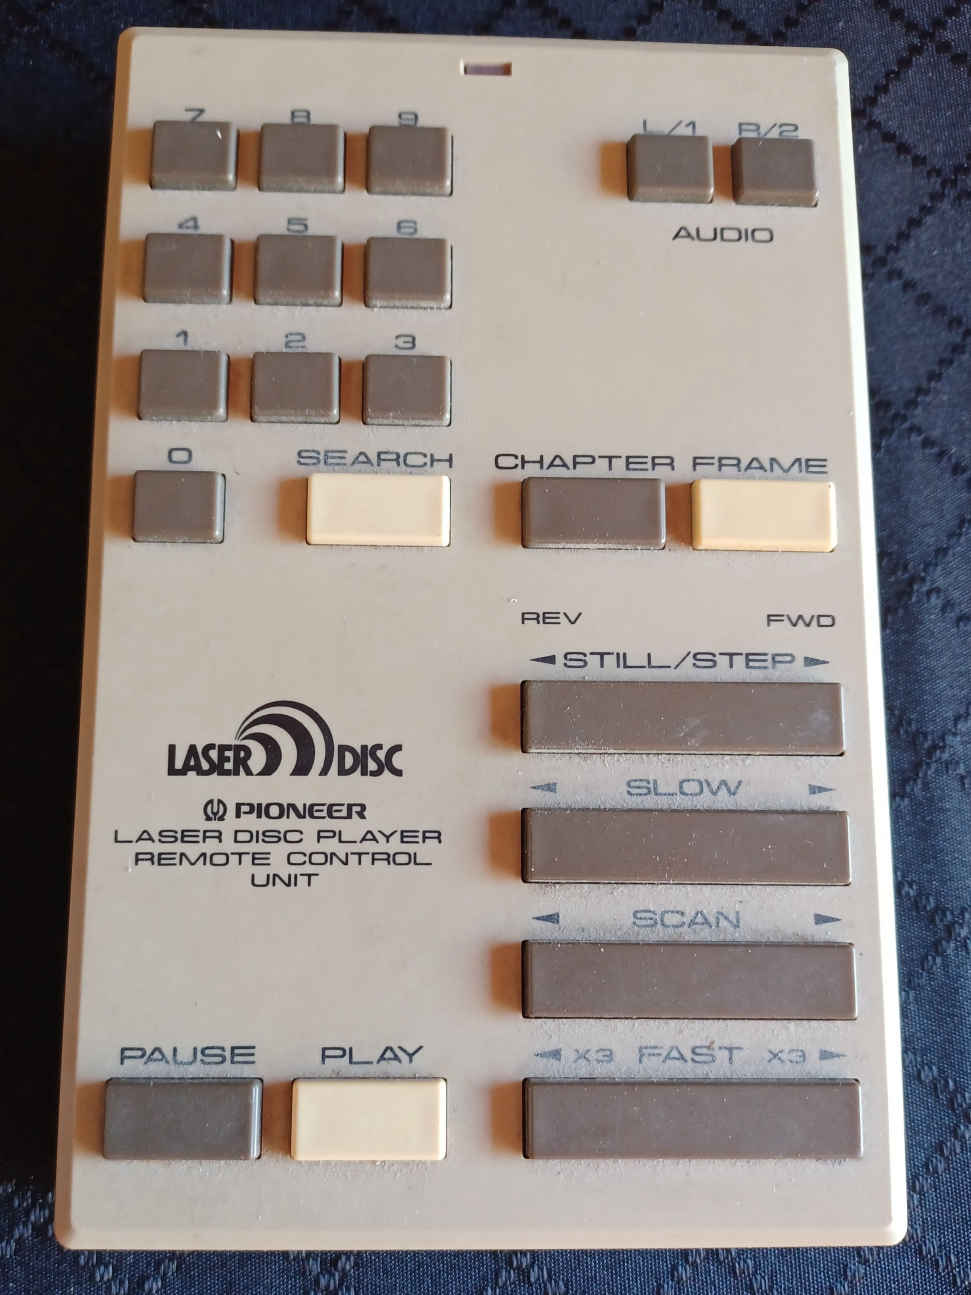 7 8 9
L/1 R/2
AUDIO
4 5 6
1 2 3
0 SEARCH CHAPTER FRAME
REV FWD
◄ STILL/STEP ►
◄ SLOW ►
◄ SCAN ►
◄ X3 FAST X3 ►
LASER DISC
PIONEER
LASER DISC PLAYER
REMOTE CONTROL
UNIT
PAUSE PLAY